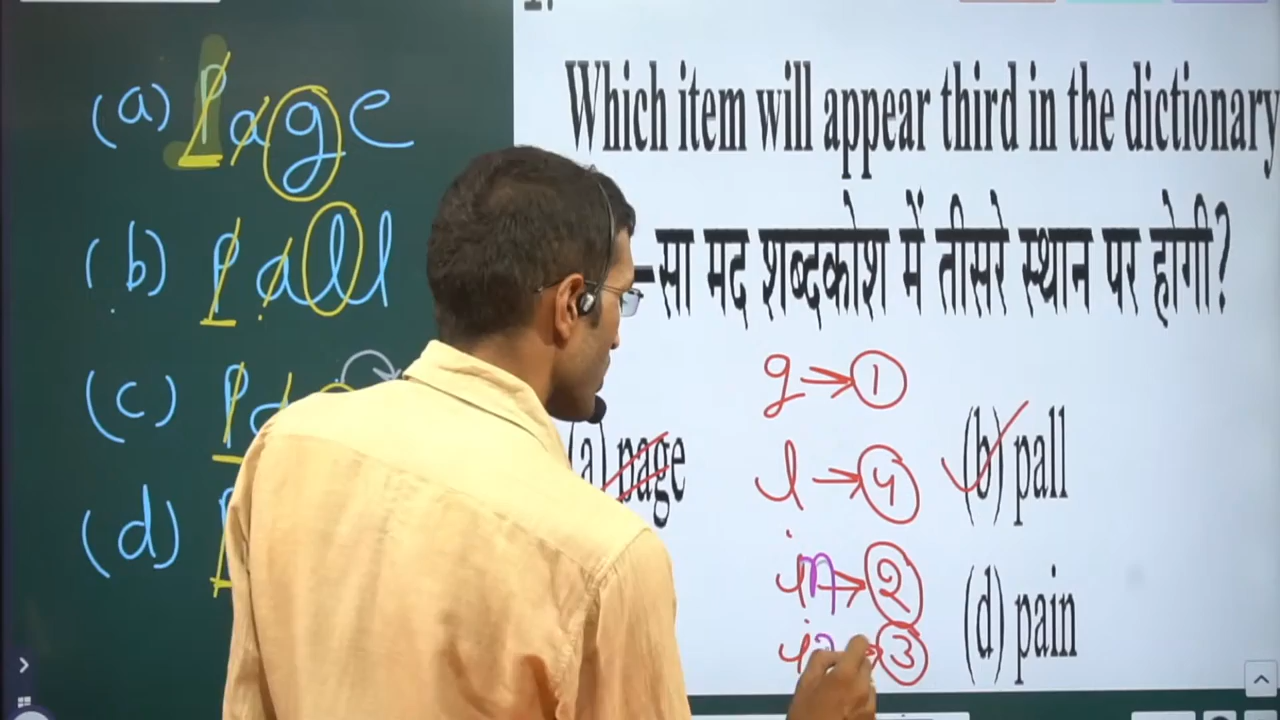 (a) Page
(b) Pall
(c) Pa
(d) P
Which item will appear third in the dictionary
–सा मद शब्दकोश में तीसरे स्थान पर होगी?
g → 1
l → 4
in → 2
i → 3
(a) page
(b) pall
(d) pain